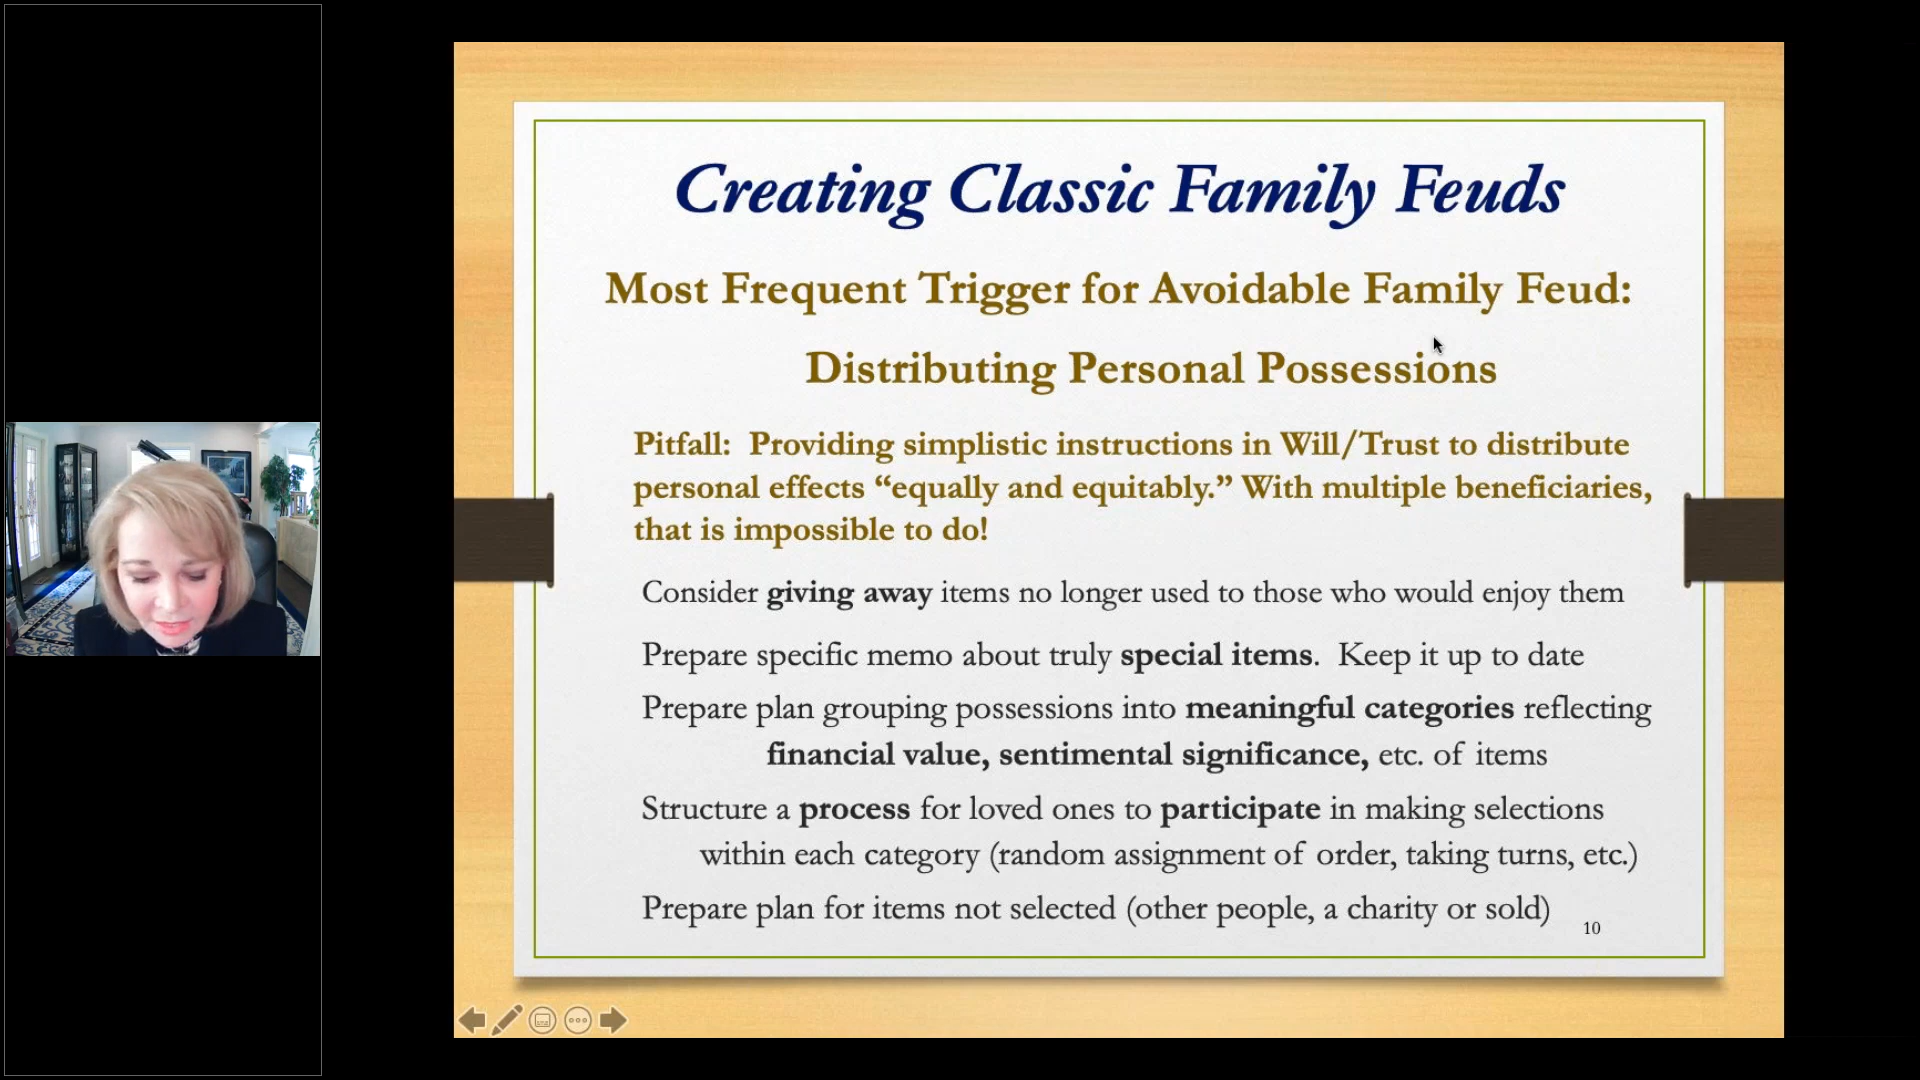 Creating Classic Family Feuds
Most Frequent Trigger for Avoidable Family Feud:
Distributing Personal Possessions
Pitfall:  Providing simplistic instructions in Will/Trust to distribute
personal effects “equally and equitably.” With multiple beneficiaries,
that is impossible to do!
Consider giving away items no longer used to those who would enjoy them
Prepare specific memo about truly special items.  Keep it up to date
Prepare plan grouping possessions into meaningful categories reflecting
financial value, sentimental significance, etc. of items
Structure a process for loved ones to participate in making selections
within each category (random assignment of order, taking turns, etc.)
Prepare plan for items not selected (other people, a charity or sold)
10